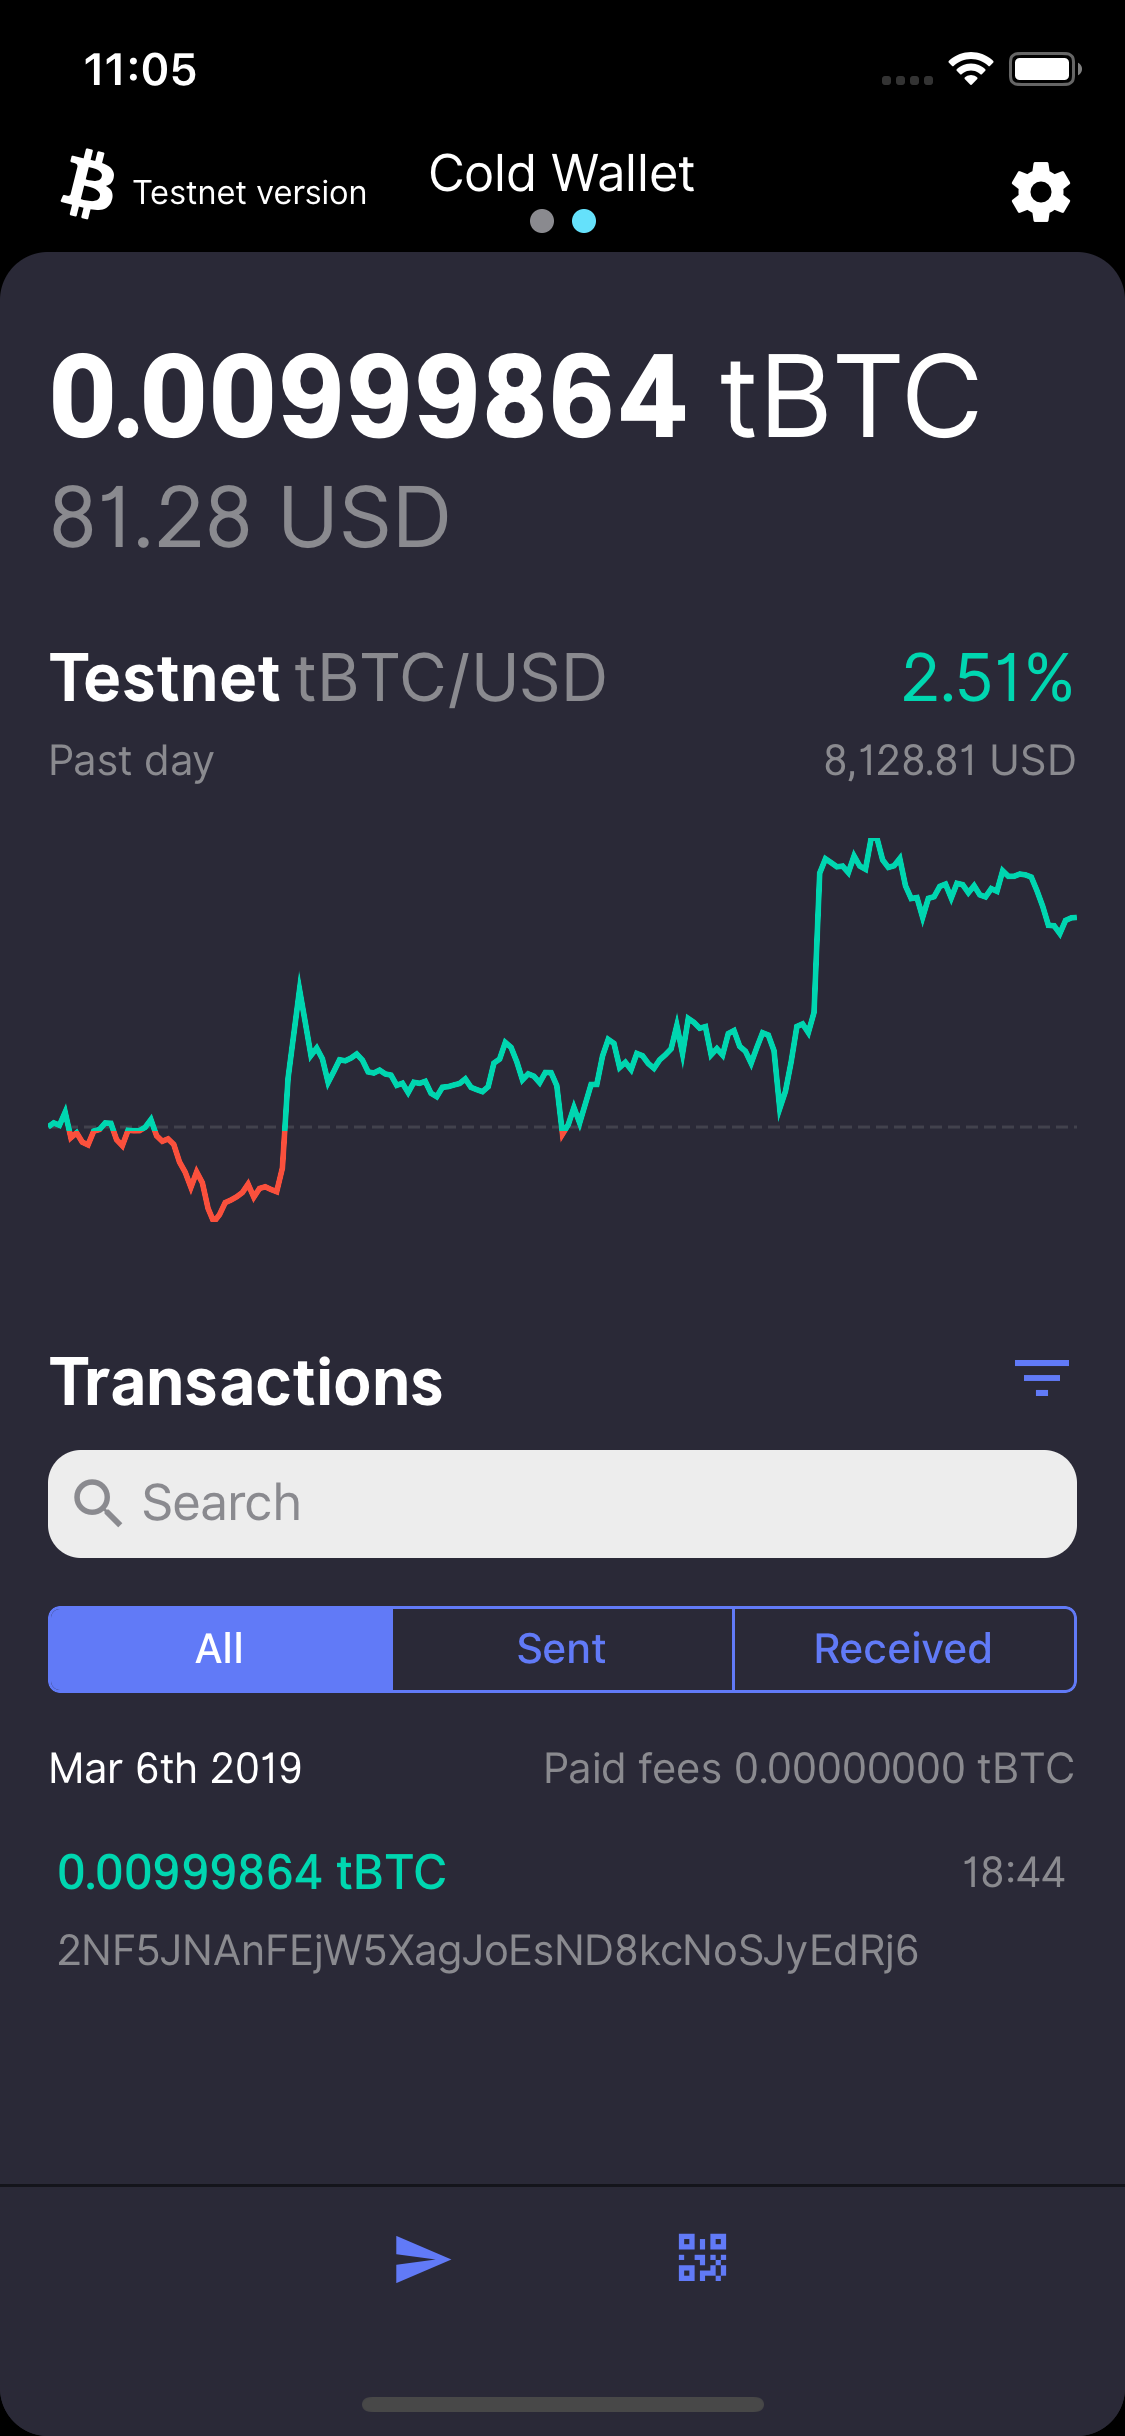 11:05
Testnet version
Cold Wallet
0.00999864 tBTC
81.28 USD
Testnet tBTC/USD 2.51%
Past day 8,128.81 USD
Transactions
Search
All Sent Received
Mar 6th 2019 Paid fees 0.00000000 tBTC
0.00999864 tBTC 18:44
2NF5JNAnFEjW5XagJoEsND8kcNoSJyEdRj6